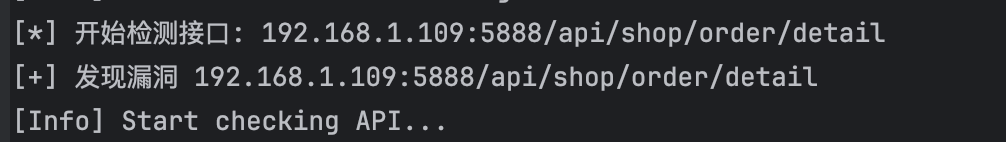 [*] 开始检测接口: 192.168.1.109:5888/api/shop/order/detail
[+] 发现漏洞 192.168.1.109:5888/api/shop/order/detail
[Info] Start checking API...